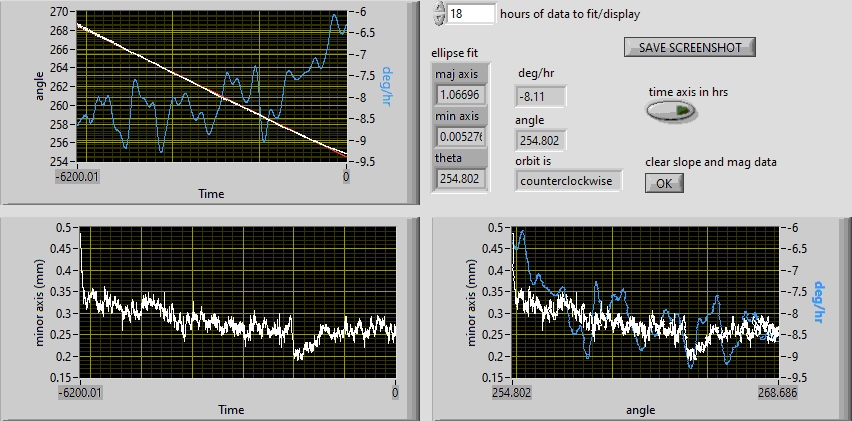 18 hours of data to fit/display
SAVE SCREENSHOT
ellipse fit
maj axis
1.06696
min axis
0.005276
theta
254.802
deg/hr
-8.11
angle
254.802
orbit is
counterclockwise
time axis in hrs
clear slope and mag data
OK
270
268
266
264
262
260
258
256
254
angle
-6
-6.5
-7
-7.5
-8
-8.5
-9
-9.5
deg/hr
-6200.01
0
Time
0.5
0.45
0.4
0.35
0.3
0.25
0.2
0.15
minor axis (mm)
-6200.01
0
Time
0.5
0.45
0.4
0.35
0.3
0.25
0.2
0.15
minor axis (mm)
-6
-6.5
-7
-7.5
-8
-8.5
-9
-9.5
deg/hr
254.802
268.686
angle